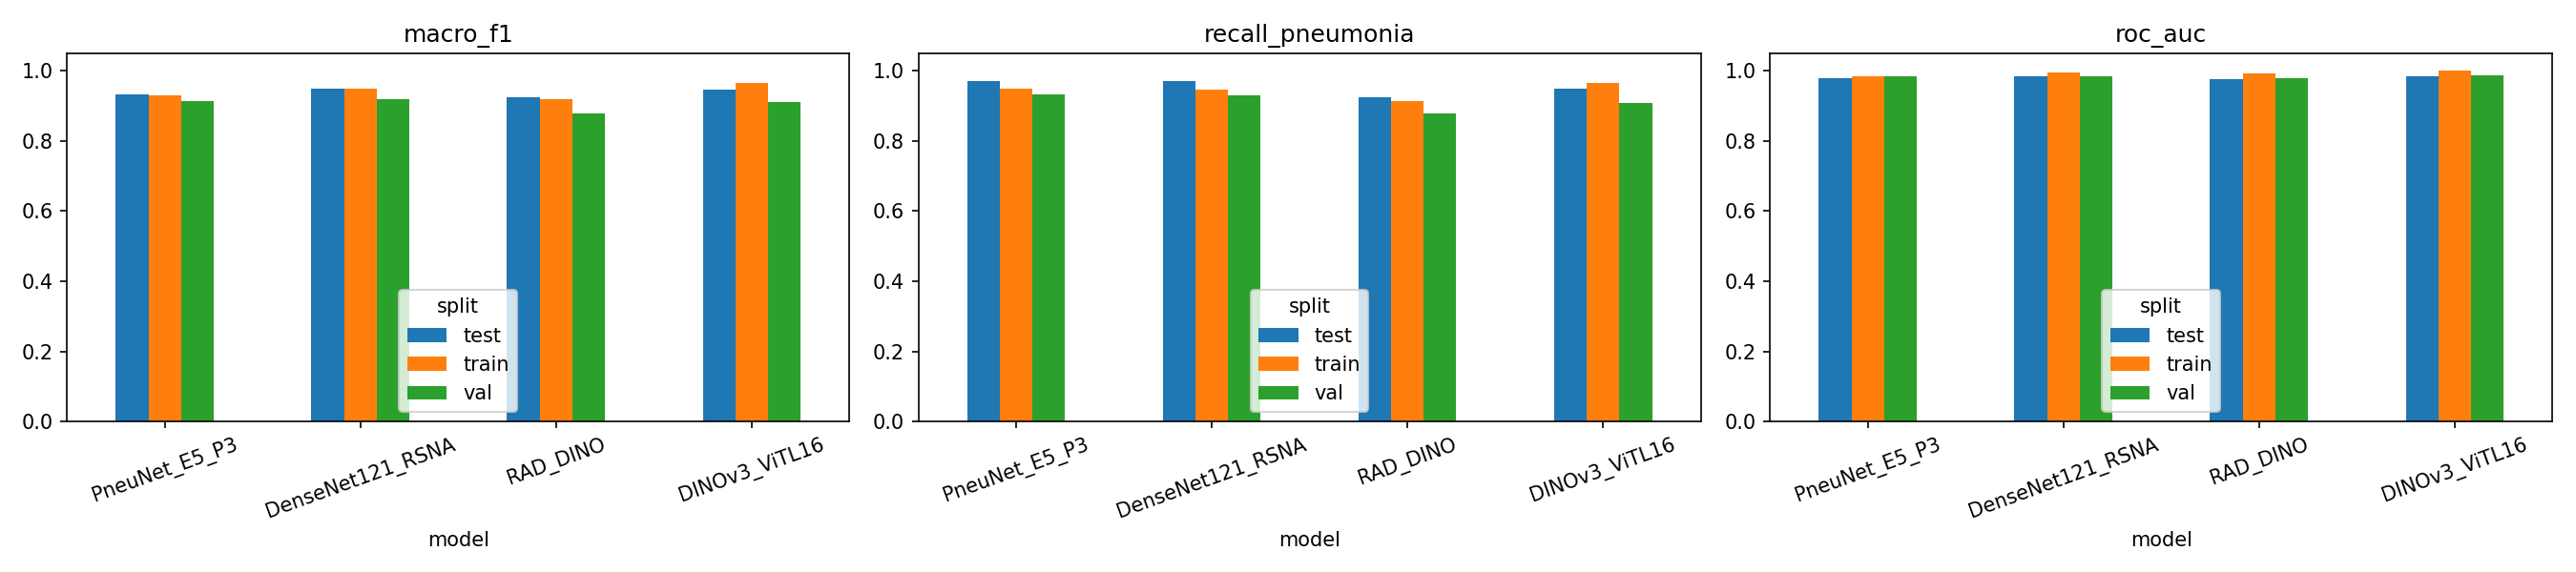 macro_f1
1.0
0.8
0.6
0.4
0.2
0.0
split
test
train
val
PneuNet_E5_P3
DenseNet121_RSNA
RAD_DINO
DINOv3_ViTL16
model
recall_pneumonia
1.0
0.8
0.6
0.4
0.2
0.0
split
test
train
val
PneuNet_E5_P3
DenseNet121_RSNA
RAD_DINO
DINOv3_ViTL16
model
roc_auc
1.0
0.8
0.6
0.4
0.2
0.0
split
test
train
val
PneuNet_E5_P3
DenseNet121_RSNA
RAD_DINO
DINOv3_ViTL16
model